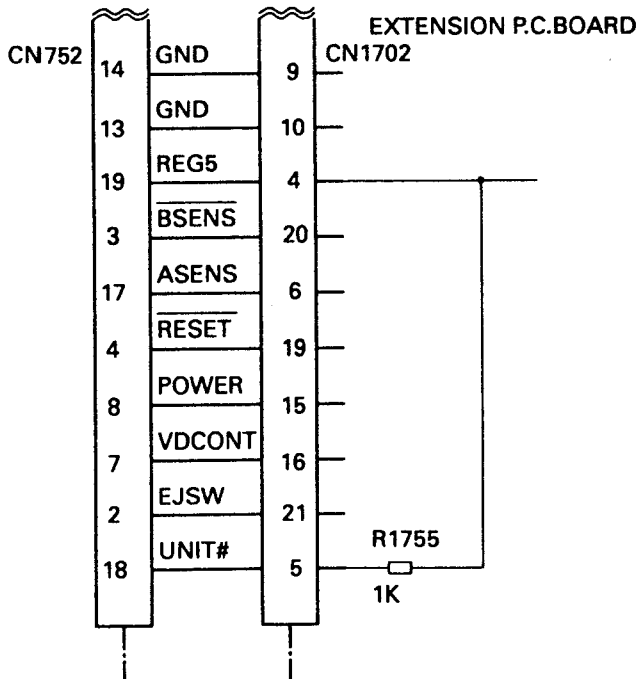 EXTENSION P.C.BOARD
CN752 CN1702
14 GND 9
13 GND 10
19 REG5 4
3 BSENS 20
17 ASENS 6
4 RESET 19
8 POWER 15
7 VDCONT 16
2 EJSW 21
18 UNIT# 5
R1755
1K